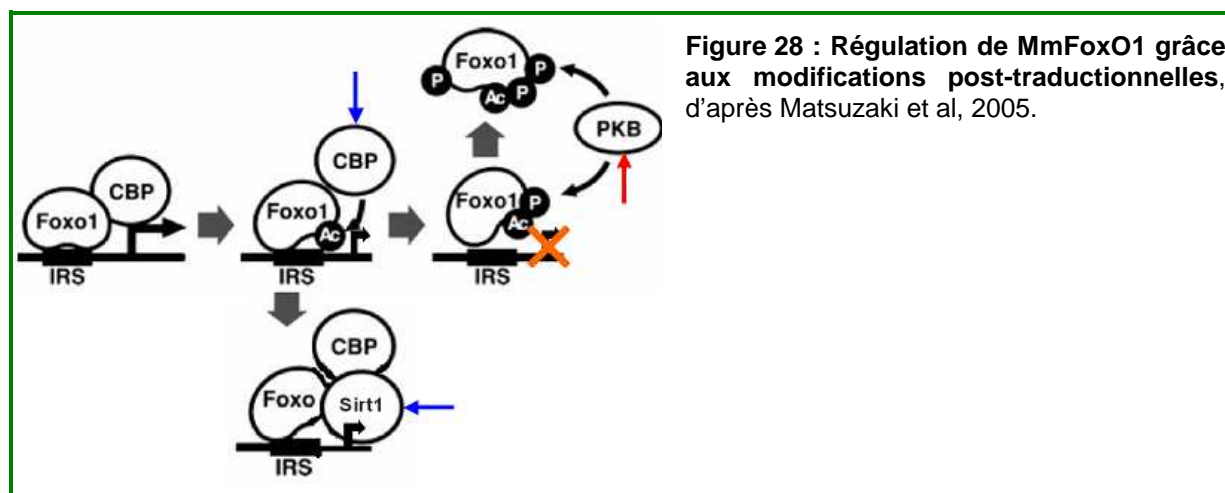 Figure 28 : Régulation de MmFoxO1 grâce
aux modifications post-traductionnelles,
d'après Matsuzaki et al, 2005.
Foxo1
P
P
Ac
P
PKB
CBP
Foxo1
IRS
CBP
Foxo1
Ac
IRS
Foxo1
P
Ac
IRS
CBP
Foxo
Sirt1
IRS